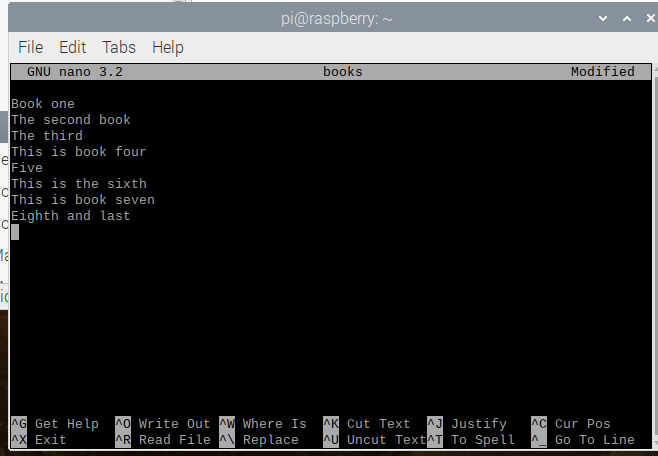 pi@raspberry: ~
File Edit Tabs Help
GNU nano 3.2 books Modified
Book one
The second book
The third
This is book four
Five
This is the sixth
This is book seven
Eighth and last
^G Get Help ^O Write Out ^W Where Is ^K Cut Text ^J Justify ^C Cur Pos
^X Exit ^R Read File ^\ Replace ^U Uncut Text ^T To Spell ^_ Go To Line